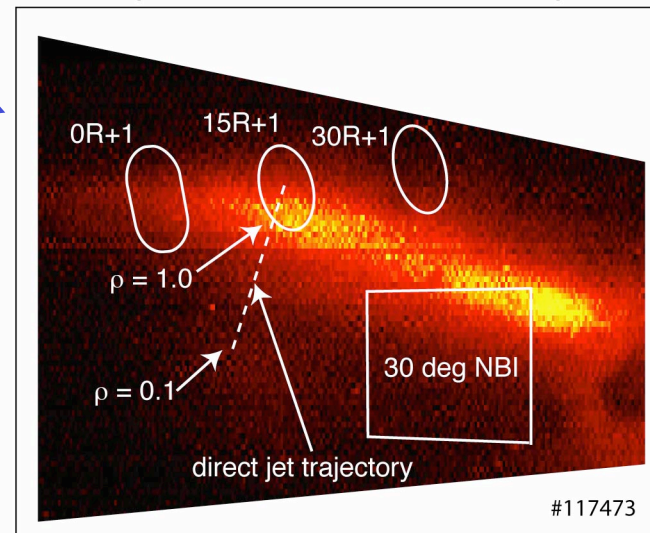 0R+1
15R+1
30R+1
ρ = 1.0
ρ = 0.1
30 deg NBI
direct jet trajectory
#117473